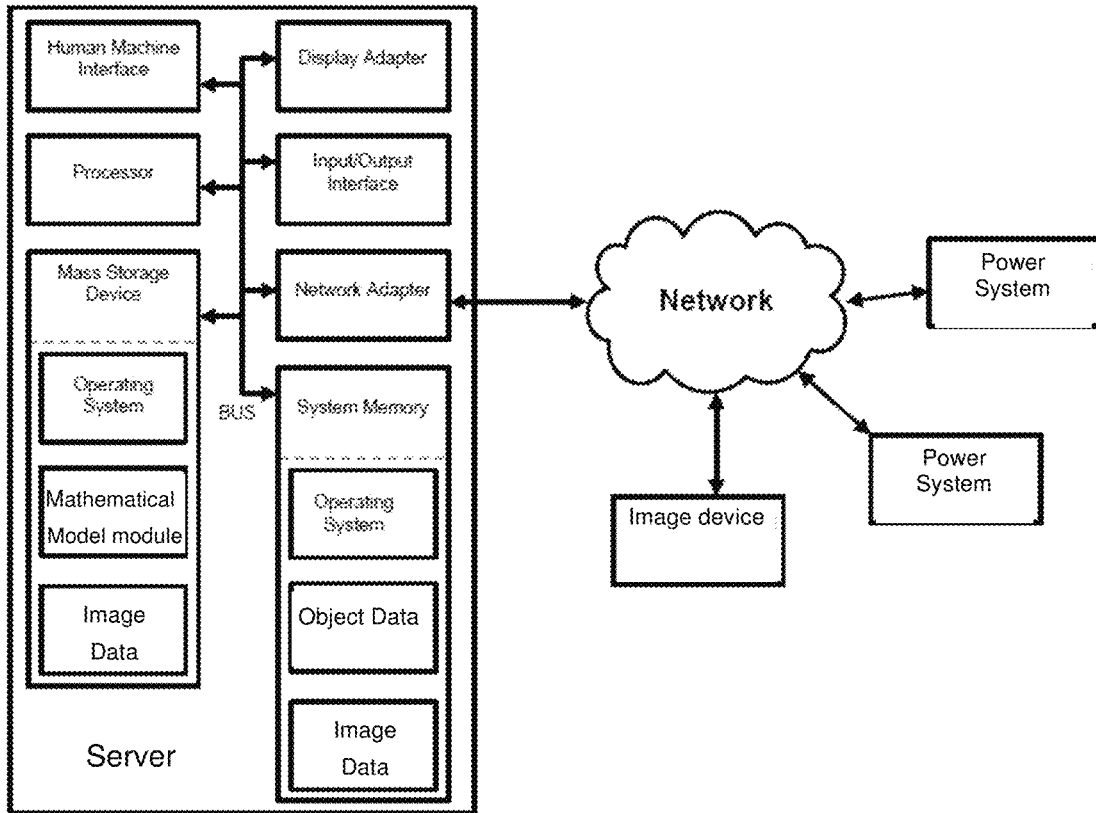 Human Machine
Interface
Display Adapter
Processor
Input/Output
Interface
Mass Storage
Device
Network Adapter
Operating
System
BUS
System Memory
Mathematical
Model module
Operating
System
Image
Data
Object Data
Image
Data
Server
Network
Power
System
Power
System
Image device